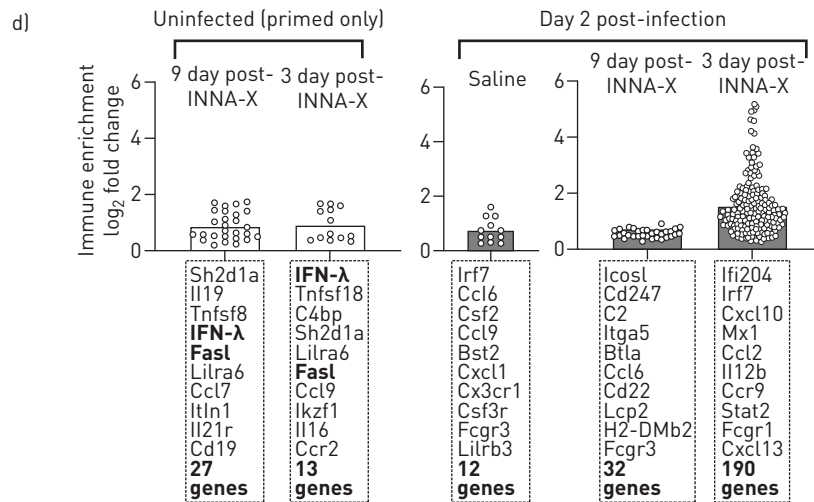 d)
Uninfected (primed only)
Day 2 post-infection
9 day post-
INNA-X
3 day post-
INNA-X
Saline
9 day post-
INNA-X
3 day post-
INNA-X
Immune enrichment
log2 fold change
6
4
2
0
6
4
2
0
6
4
2
0
Sh2d1a
Il19
Tnfsf8
IFN-λ
Fasl
Lilra6
Ccl7
Itln1
Il21r
Cd19
27
genes
IFN-λ
Tnfsf18
C4bp
Sh2d1a
Lilra6
Fasl
Ccl9
Ikzf1
Il16
Ccr2
13
genes
Irf7
Ccl6
Csf2
Ccl9
Bst2
Cxcl1
Cx3cr1
Csf3r
Fcgr3
Lilrb3
12
genes
Icosl
Cd247
C2
Itga5
Btla
Ccl6
Cd22
Lcp2
H2-DMb2
Fcgr3
32
genes
Ifi204
Irf7
Cxcl10
Mx1
Ccl2
Il12b
Ccr9
Stat2
Fcgr1
Cxcl13
190
genes